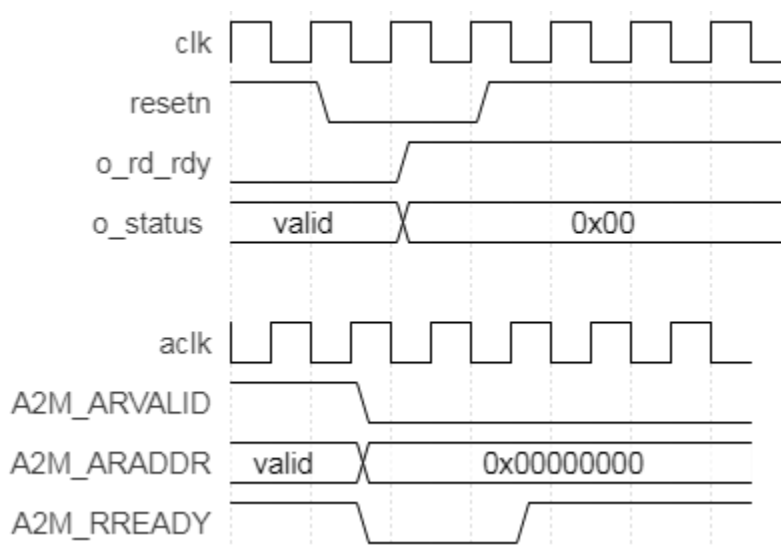 clk
resetn
o_rd_rdy
o_status valid 0x00
aclk
A2M_ARVALID
A2M_ARADDR valid 0x00000000
A2M_RREADY